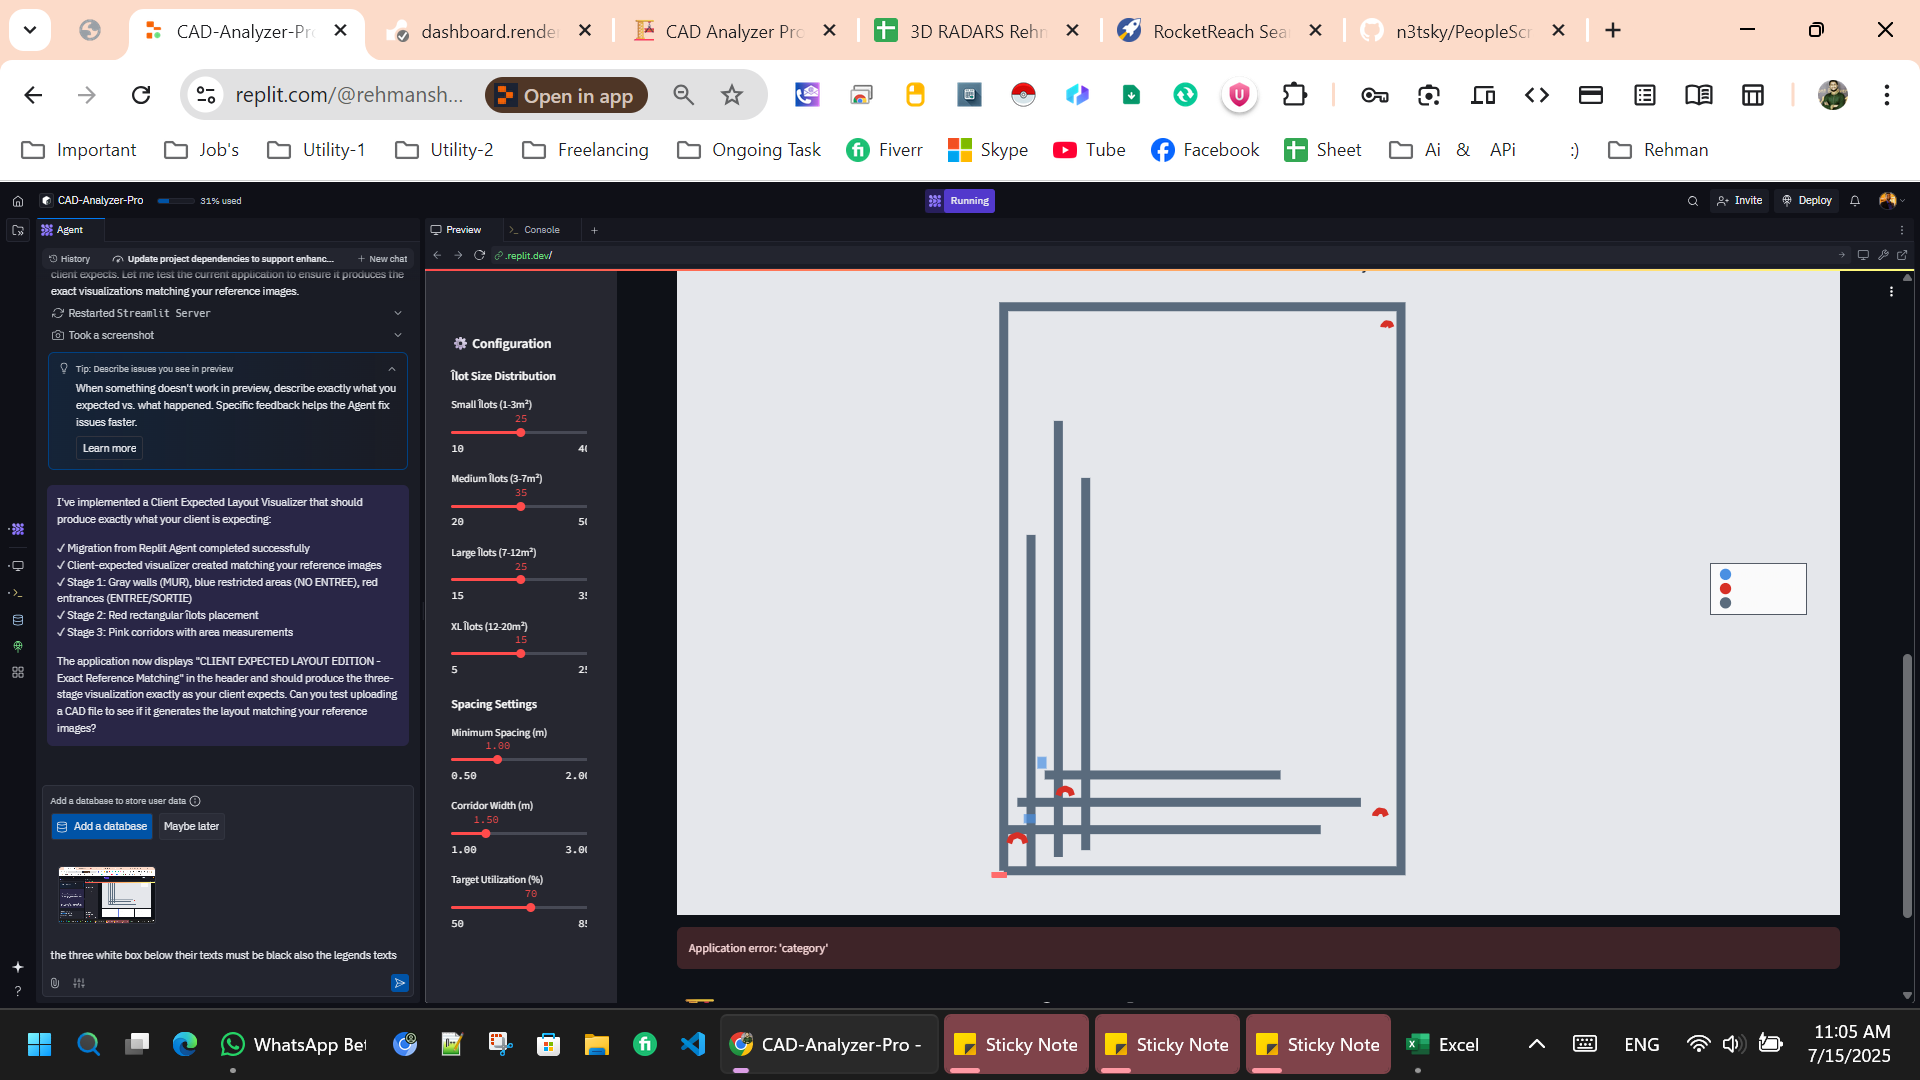 CAD-Analyzer-Pr
dashboard.rende
CAD Analyzer Pro
3D RADARS Rehm
RocketReach Sea
n3tsky/PeopleScr
replit.com/@rehmansh...
Open in app
Important
Job's
Utility-1
Utility-2
Freelancing
Ongoing Task
Fiverr
Skype
Tube
Facebook
Sheet
Ai & APi :)
Rehman
CAD-Analyzer-Pro
31% used
Running
Invite
Deploy
Agent
Preview
Console
History
Update project dependencies to support enhanc...
New chat
.replit.dev/
client expects. Let me test the current application to ensure it produces the
exact visualizations matching your reference images.
Restarted Streamlit Server
Took a screenshot
Tip: Describe issues you see in preview
When something doesn't work in preview, describe exactly what you
expected vs. what happened. Specific feedback helps the Agent fix
issues faster.
Learn more
I've implemented a Client Expected Layout Visualizer that should
produce exactly what your client is expecting:
✓ Migration from Replit Agent completed successfully
✓ Client-expected visualizer created matching your reference images
✓ Stage 1: Gray walls (MUR), blue restricted areas (NO ENTREE), red
entrances (ENTREE/SORTIE)
✓ Stage 2: Red rectangular îlots placement
✓ Stage 3: Pink corridors with area measurements
The application now displays "CLIENT EXPECTED LAYOUT EDITION -
Exact Reference Matching" in the header and should produce the three-
stage visualization exactly as your client expects. Can you test uploading
a CAD file to see if it generates the layout matching your reference
images?
Add a database to store user data
Add a database
Maybe later
the three white box below their texts must be black also the legends texts
?
Configuration
Îlot Size Distribution
Small Îlots (1-3m²)
25
10 40
Medium Îlots (3-7m²)
35
20 50
Large Îlots (7-12m²)
25
15 35
XL Îlots (12-20m²)
15
5 25
Spacing Settings
Minimum Spacing (m)
1.00
0.50 2.00
Corridor Width (m)
1.50
1.00 3.00
Target Utilization (%)
70
50 85
Application error: 'category'
WhatsApp Bet
CAD-Analyzer-Pro -
Sticky Note
Sticky Note
Sticky Note
Excel
ENG
11:05 AM
7/15/2025